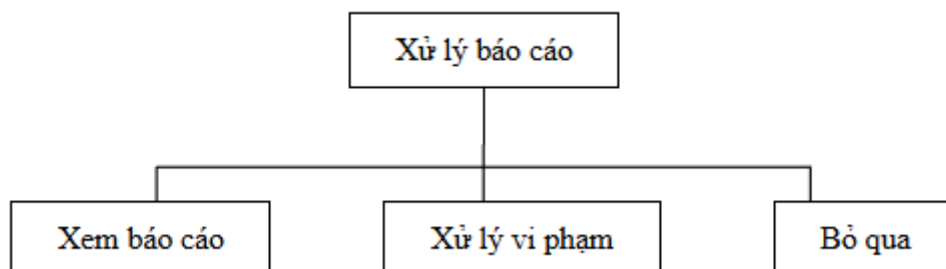 Xử lý báo cáo
Xem báo cáo
Xử lý vi phạm
Bỏ qua